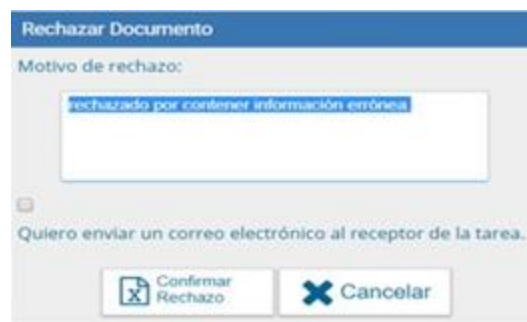 Rechazar Documento
Motivo de rechazo:
rechazado por contener información errónea
Quiero enviar un correo electrónico al receptor de la tarea.
Confirmar
Rechazo
Cancelar